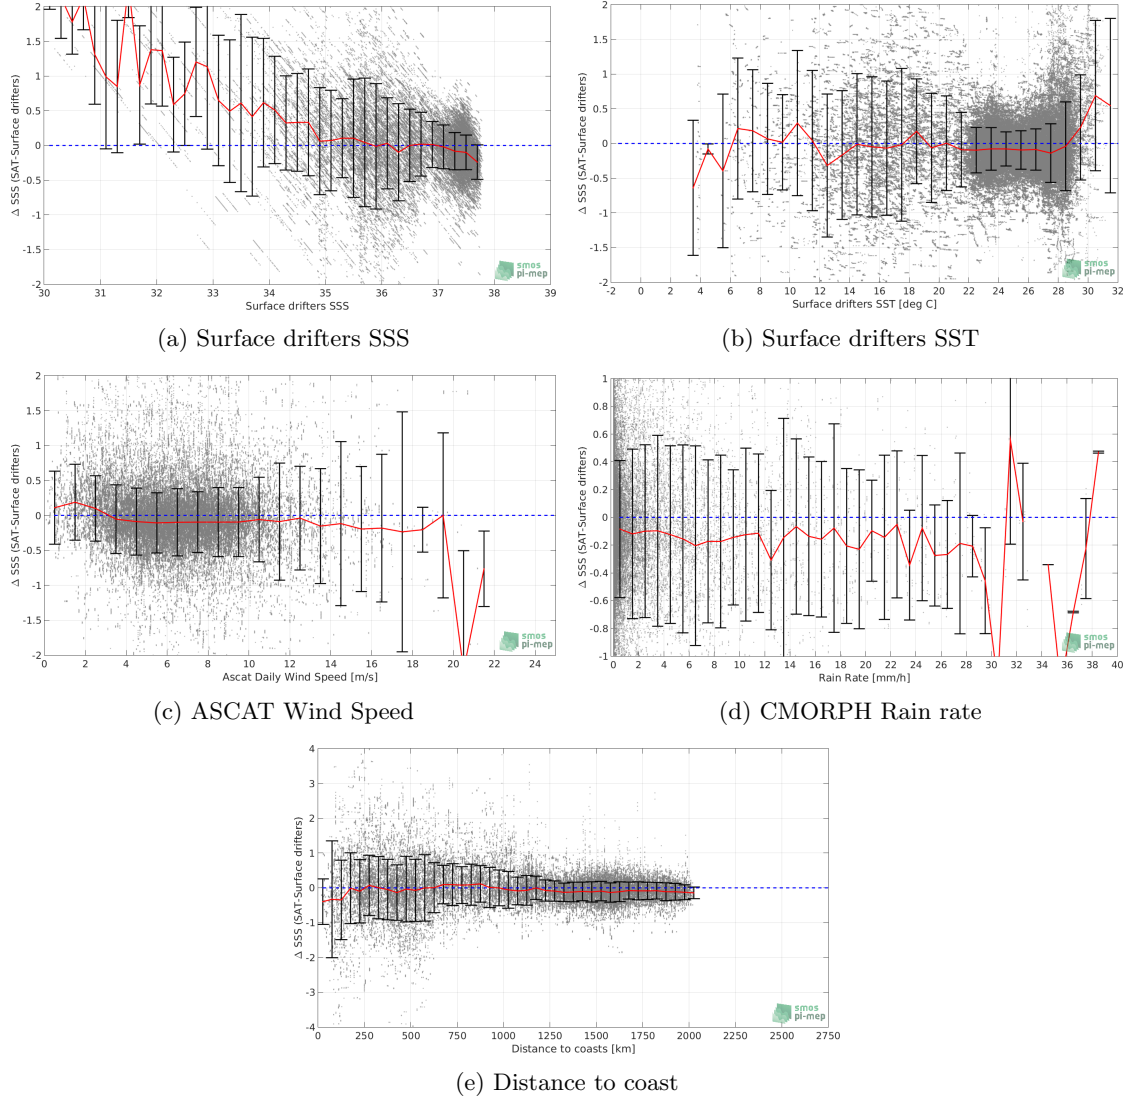 2
1.5
1
0.5
0
-0.5
-1
-1.5
-2
Δ SSS (SAT-Surface drifters)
30 31 32 33 34 35 36 37 38 39
Surface drifters SSS
smos
pi-mep
(a) Surface drifters SSS
2
1.5
1
0.5
0
-0.5
-1
-1.5
-2
Δ SSS (SAT-Surface drifters)
-2 0 2 4 6 8 10 12 14 16 18 20 22 24 26 28 30 32
Surface drifters SST [deg C]
smos
pi-mep
(b) Surface drifters SST
2
1.5
1
0.5
0
-0.5
-1
-1.5
-2
Δ SSS (SAT-Surface drifters)
0 2 4 6 8 10 12 14 16 18 20 22 24
Ascat Daily Wind Speed [m/s]
smos
pi-mep
(c) ASCAT Wind Speed
1
0.8
0.6
0.4
0.2
0
-0.2
-0.4
-0.6
-0.8
-1
Δ SSS (SAT-Surface drifters)
0 2 4 6 8 10 12 14 16 18 20 22 24 26 28 30 32 34 36 38 40
Rain Rate [mm/h]
smos
pi-mep
(d) CMORPH Rain rate
4
3
2
1
0
-1
-2
-3
-4
Δ SSS (SAT-Surface drifters)
0 250 500 750 1000 1250 1500 1750 2000 2250 2500 2750
Distance to coasts [km]
smos
pi-mep
(e) Distance to coast